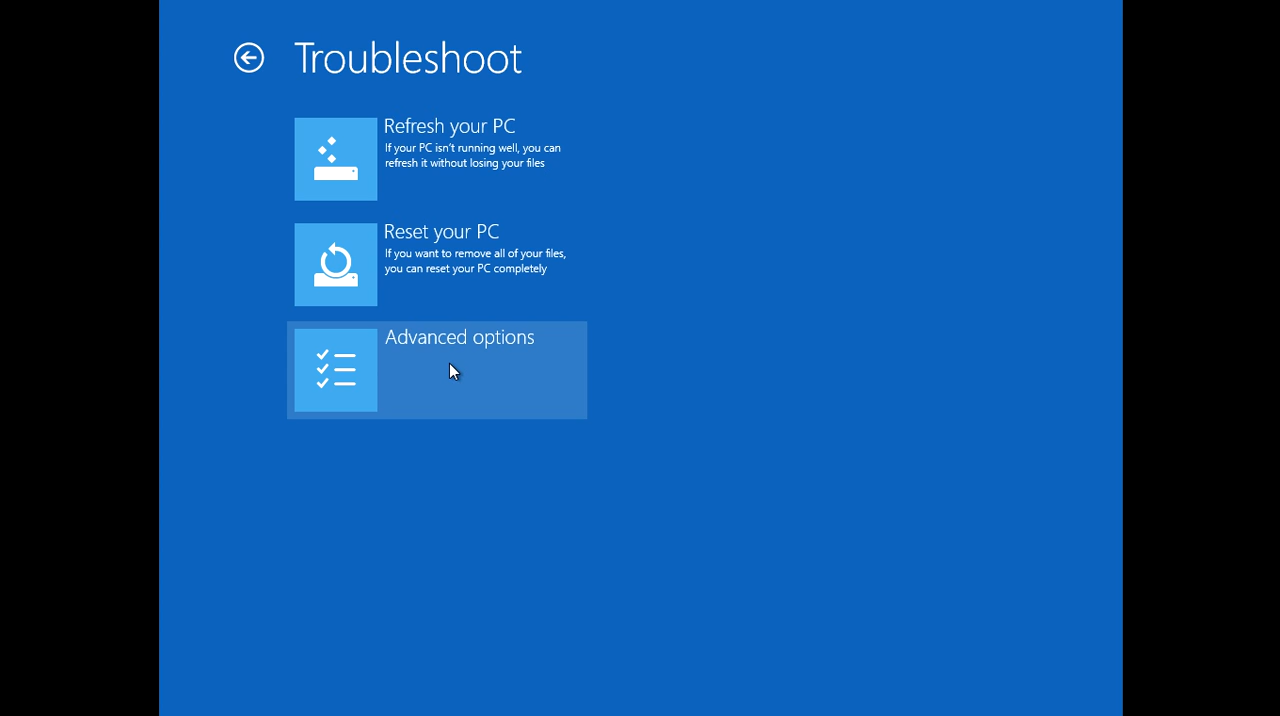 Troubleshoot
Refresh your PC
If your PC isn't running well, you can
refresh it without losing your files
Reset your PC
If you want to remove all of your files,
you can reset your PC completely
Advanced options